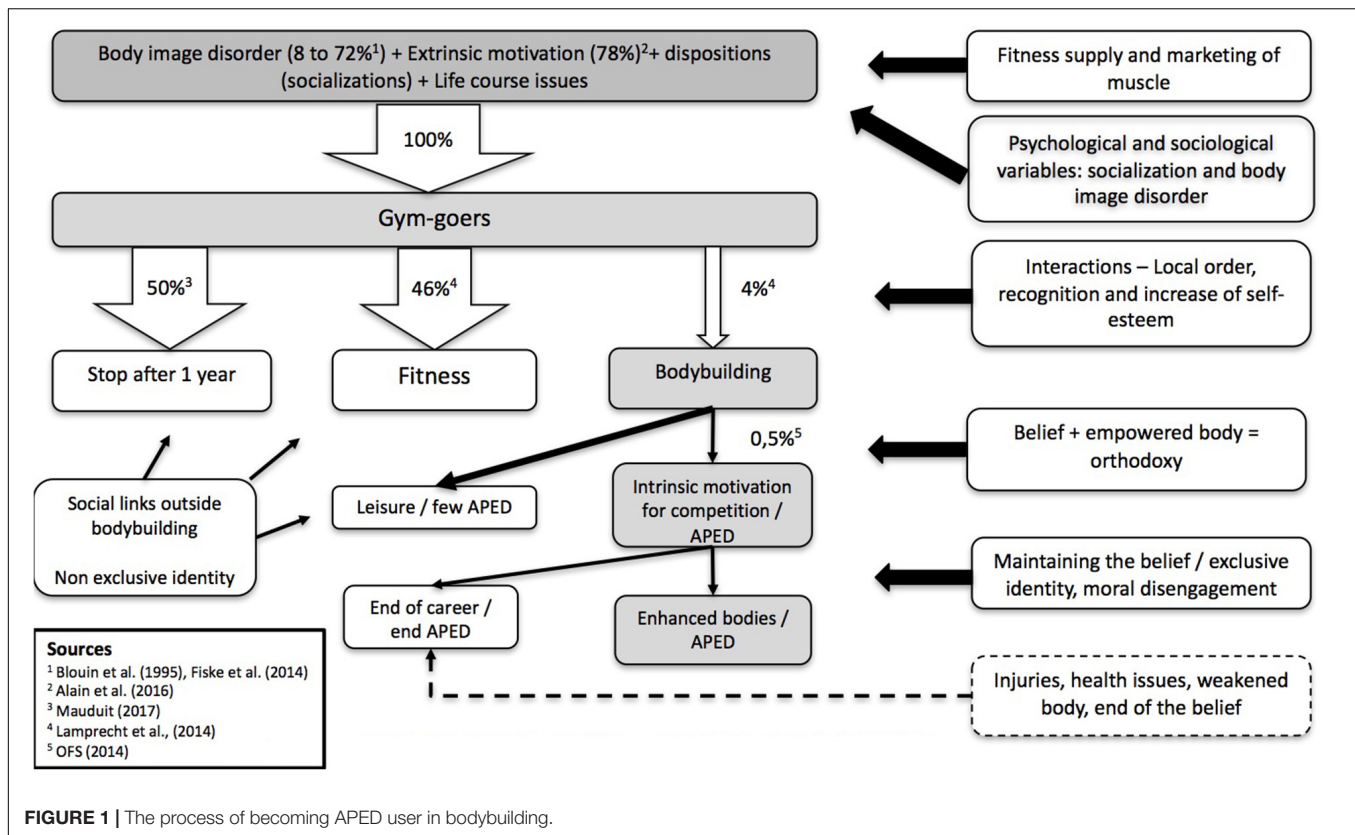 Body image disorder (8 to 72%¹) + Extrinsic motivation (78%)²+ dispositions
(socializations) + Life course issues
Fitness supply and marketing of
muscle
100%
Psychological and sociological
variables: socialization and body
image disorder
Gym-goers
50%³
46%⁴
4%⁴
Interactions – Local order,
recognition and increase of self-
esteem
Stop after 1 year
Fitness
Bodybuilding
0,5%⁵
Belief + empowered body =
orthodoxy
Social links outside
bodybuilding
Non exclusive identity
Leisure / few APED
Intrinsic motivation
for competition /
APED
Maintaining the belief / exclusive
identity, moral disengagement
End of career /
end APED
Enhanced bodies /
APED
Injuries, health issues, weakened
body, end of the belief
Sources
¹ Blouin et al. (1995), Fiske et al. (2014)
² Alain et al. (2016)
³ Mauduit (2017)
⁴ Lamprecht et al., (2014)
⁵ OFS (2014)
FIGURE 1 | The process of becoming APED user in bodybuilding.